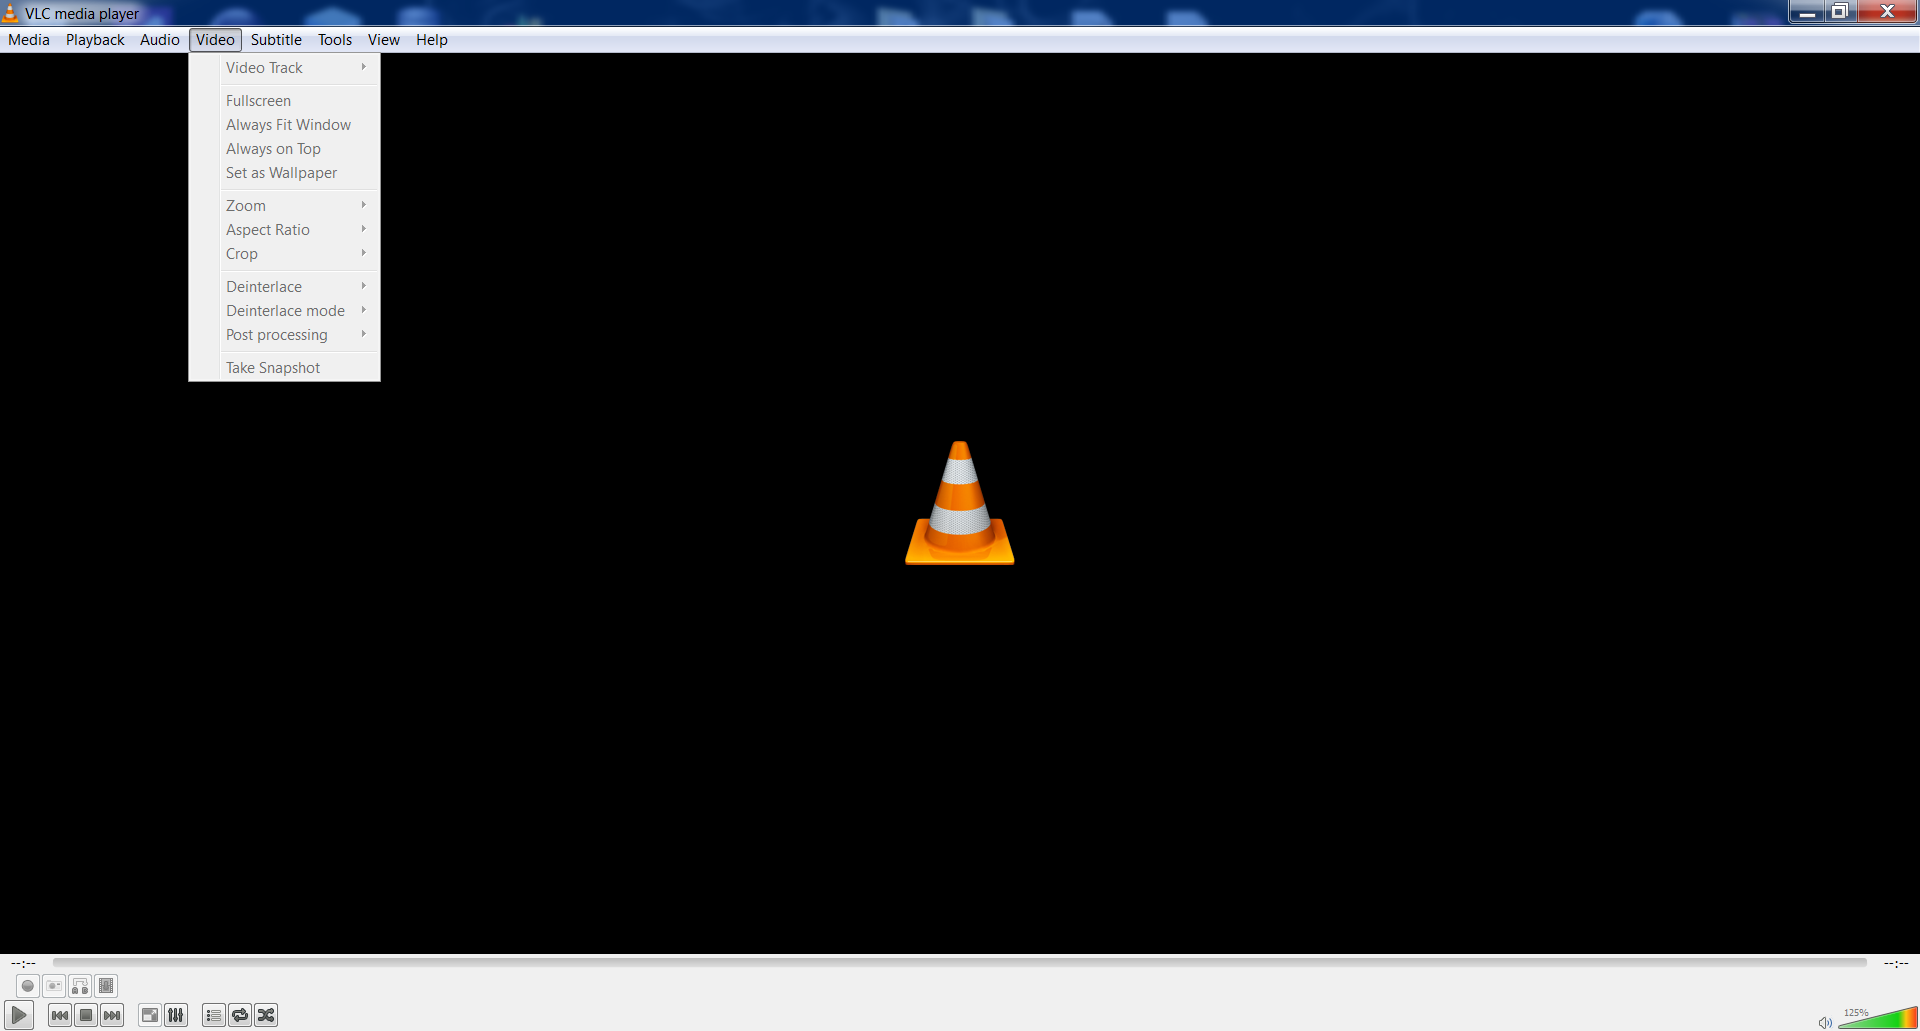 VLC media player
Media Playback Audio Video Subtitle Tools View Help
Video Track
Fullscreen
Always Fit Window
Always on Top
Set as Wallpaper
Zoom
Aspect Ratio
Crop
Deinterlace
Deinterlace mode
Post processing
Take Snapshot
--:-- --:--
A B
125%